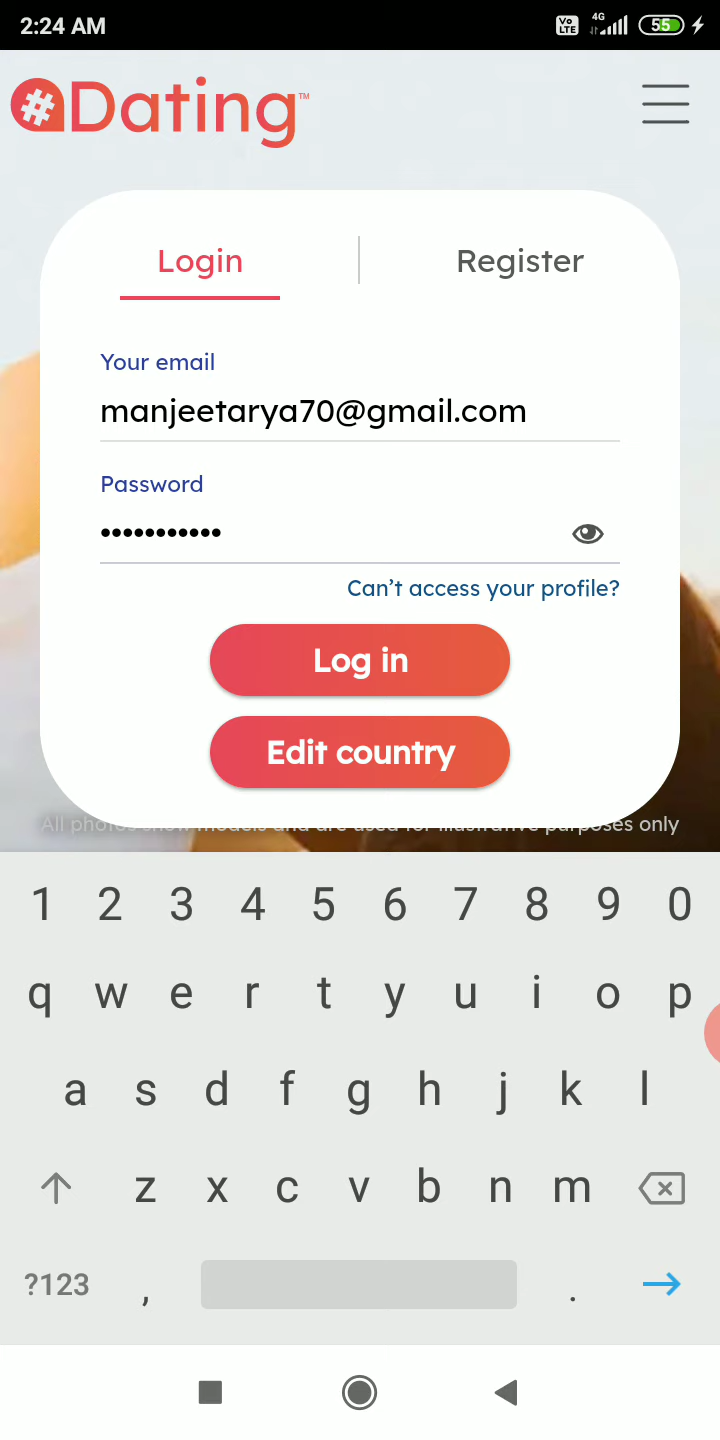 2:24 AM
Vo LTE 4G 55
#Dating™
Login
Register
Your email
manjeetarya70@gmail.com
Password
•••••••••••
Can’t access your profile?
Log in
Edit country
All photos show models and are used for illustrative purposes only
1 2 3 4 5 6 7 8 9 0
q w e r t y u i o p
a s d f g h j k l
z x c v b n m
?123 , .